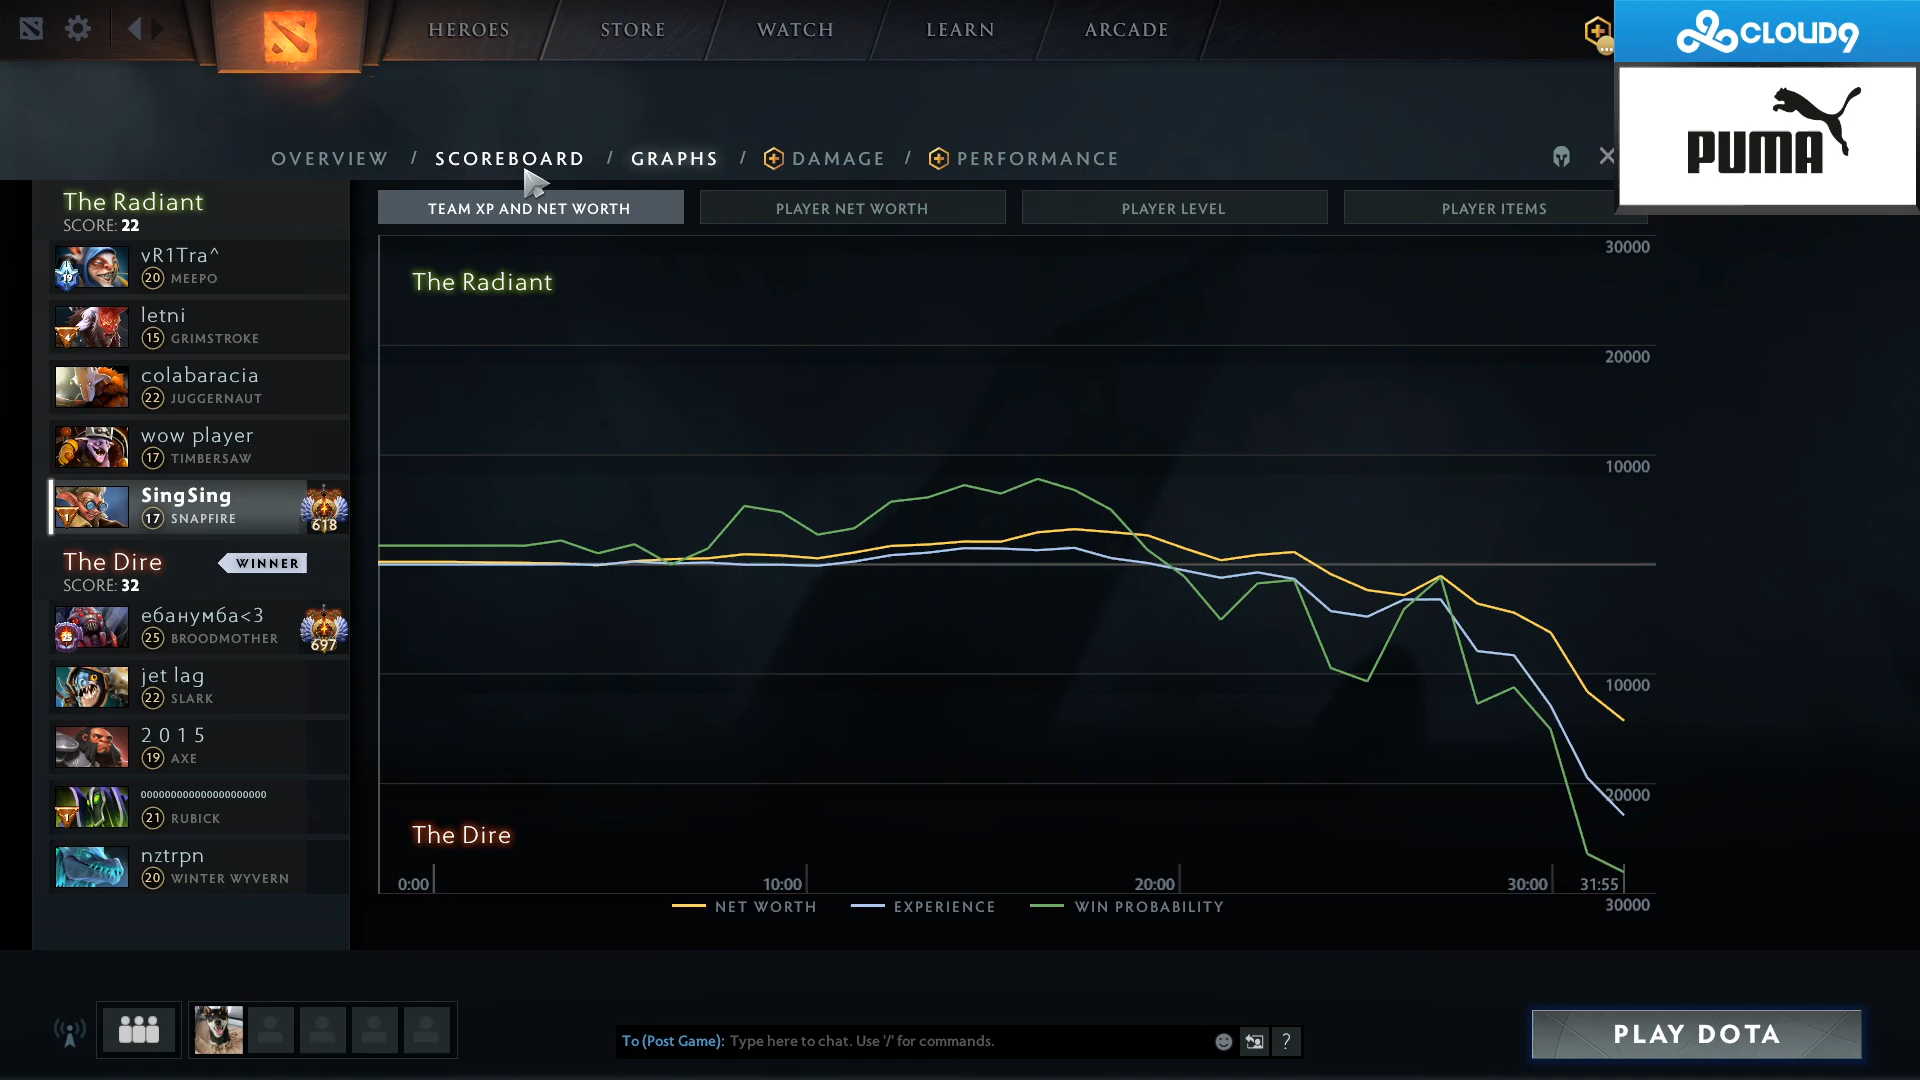 HEROES
STORE
WATCH
LEARN
ARCADE
CLOUD9
PUMA
OVERVIEW / SCOREBOARD / GRAPHS / DAMAGE / PERFORMANCE
TEAM XP AND NET WORTH
PLAYER NET WORTH
PLAYER LEVEL
PLAYER ITEMS
The Radiant
SCORE: 22
vR1Tra^
19
20 MEEPO
letni
4
15 GRIMSTROKE
colabaracia
22 JUGGERNAUT
wow player
17 TIMBERSAW
SingSing
1
17 SNAPFIRE
618
The Dire
WINNER
SCORE: 32
ебанумба<3
25
25 BROODMOTHER
697
jet lag
22 SLARK
2 0 1 5
19 AXE
1
21 RUBICK
nztrpn
20 WINTER WYVERN
The Radiant
30000
20000
10000
10000
20000
The Dire
0:00
10:00
20:00
30:00
31:55
30000
NET WORTH
EXPERIENCE
WIN PROBABILITY
To (Post Game): Type here to chat. Use '/' for commands.
?
PLAY DOTA